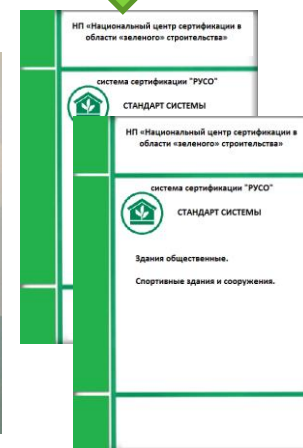 НП «Национальный центр сертификации в
области «зеленого» строительства»
система сертификации "РУСО"
СТАНДАРТ СИСТЕМЫ
НП «Национальный центр сертификации в
области «зеленого» строительства»
система сертификации "РУСО"
СТАНДАРТ СИСТЕМЫ
Здания общественные.
Спортивные здания и сооружения.